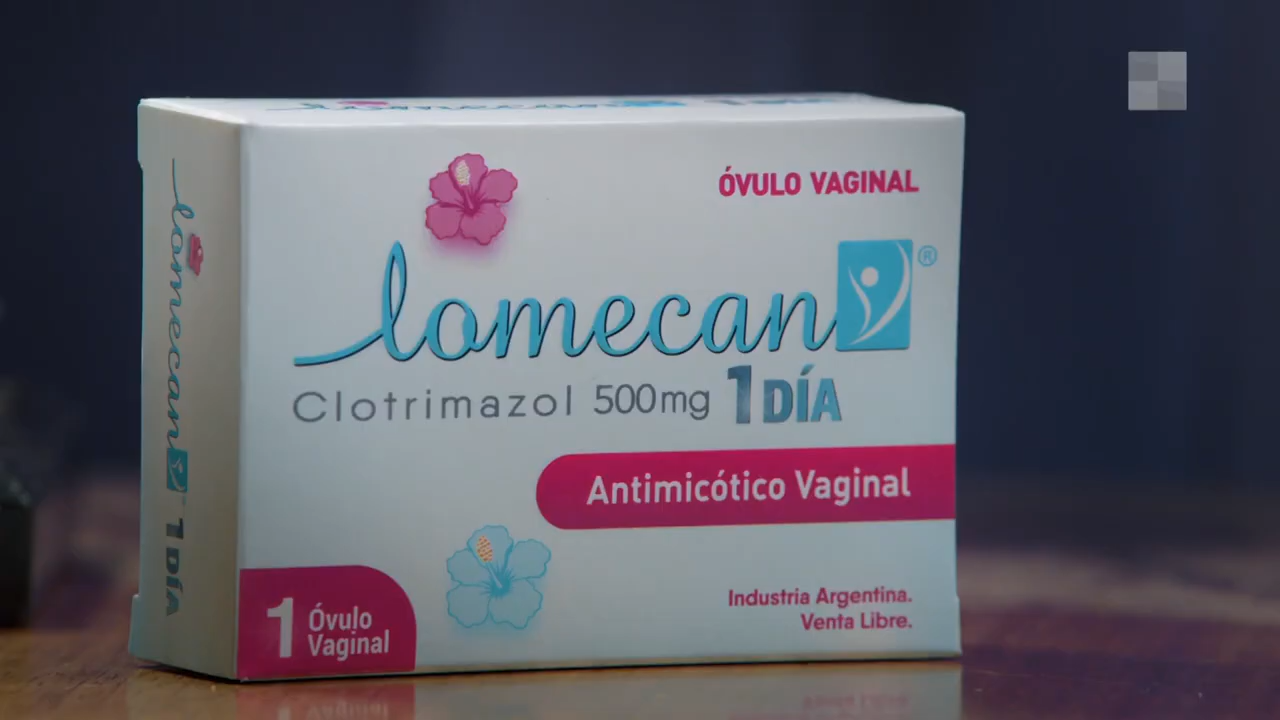 ÓVULO VAGINAL
lomecan ®
Clotrimazol 500mg 1 DÍA
Antimicótico Vaginal
1 Óvulo
Vaginal
Industria Argentina.
Venta Libre.
lomecan 1 DÍA